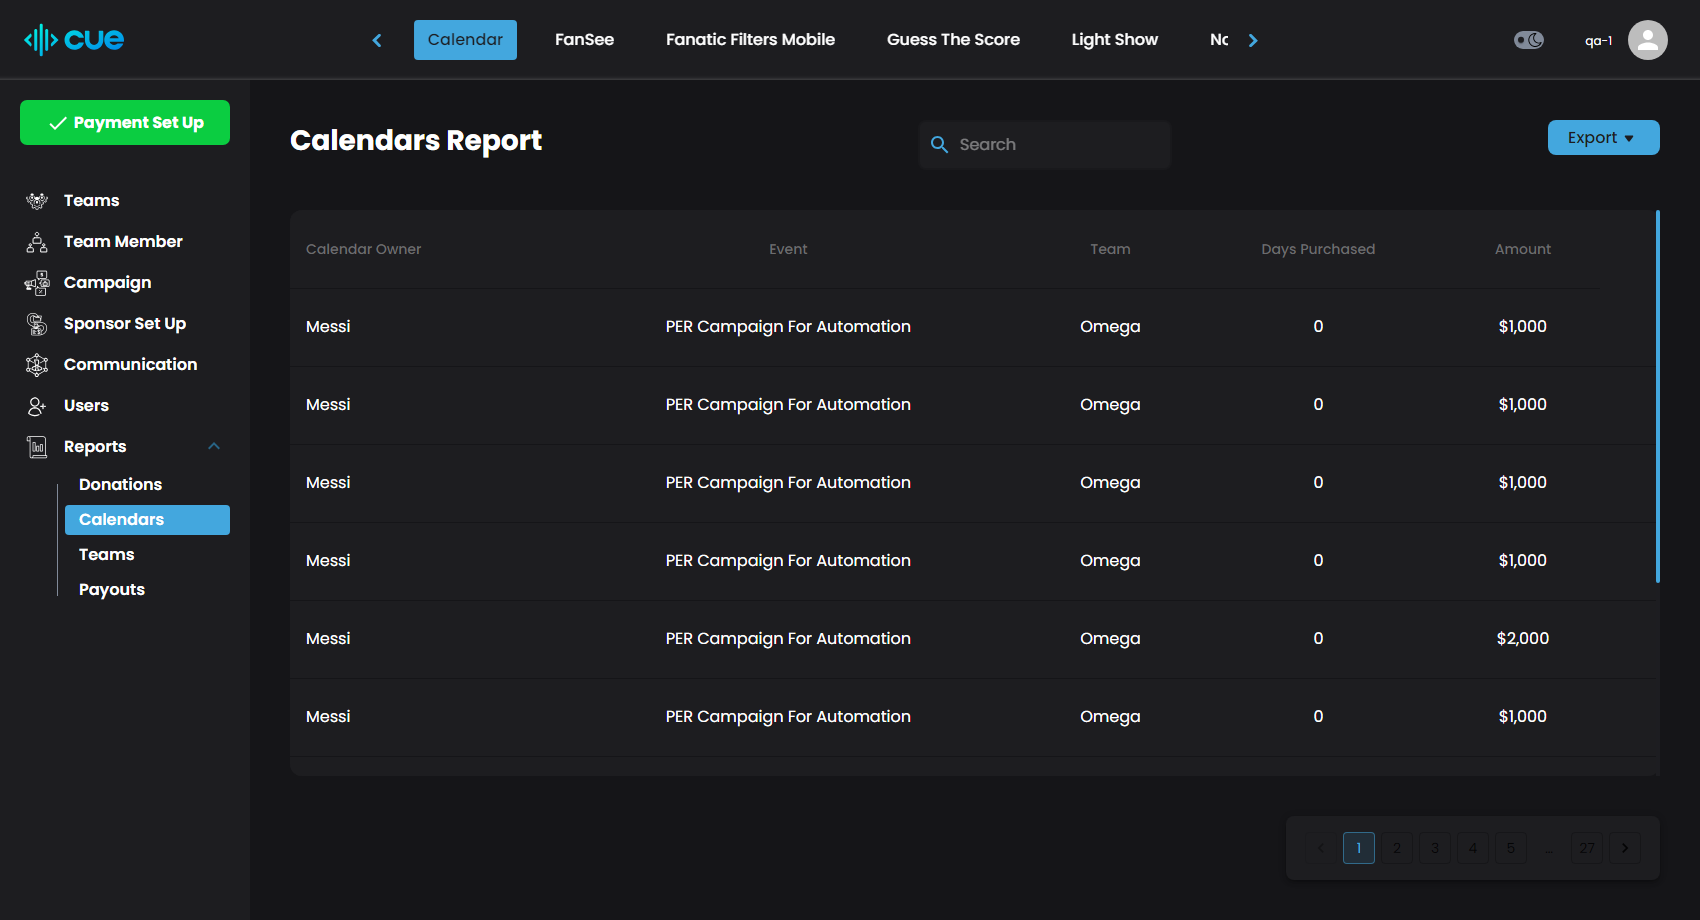 cue
Calendar FanSee Fanatic Filters Mobile Guess The Score Light Show
qa-1
Payment Set Up
Teams
Team Member
Campaign
Sponsor Set Up
Communication
Users
Reports
Donations
Calendars
Teams
Payouts
Calendars Report
Search
Export
Calendar Owner Event Team Days Purchased Amount
Messi PER Campaign For Automation Omega 0 $1,000
Messi PER Campaign For Automation Omega 0 $1,000
Messi PER Campaign For Automation Omega 0 $1,000
Messi PER Campaign For Automation Omega 0 $1,000
Messi PER Campaign For Automation Omega 0 $2,000
Messi PER Campaign For Automation Omega 0 $1,000
1 2 3 4 5 ... 27